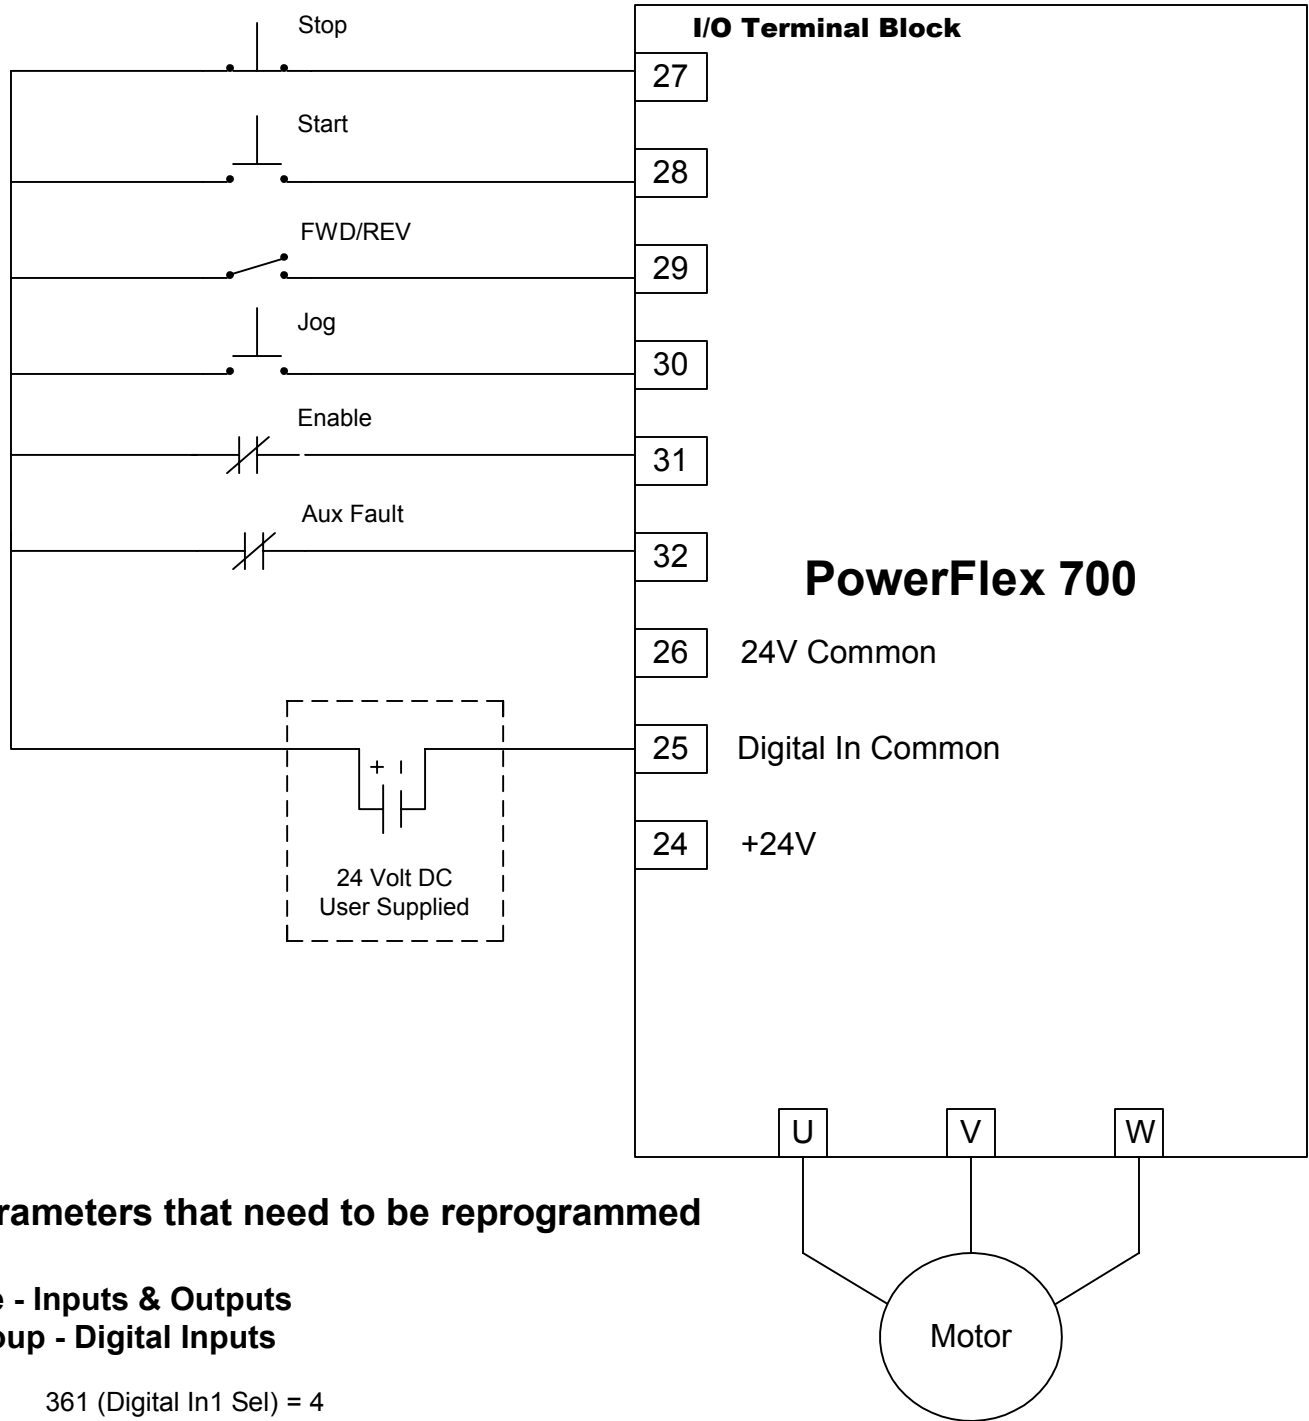 I/O Terminal Block
Stop
27
Start
28
FWD/REV
29
Jog
30
Enable
31
Aux Fault
32
PowerFlex 700
26 24V Common
25 Digital In Common
+ -
24 +24V
24 Volt DC
User Supplied
U V W
Motor
rameters that need to be reprogrammed
e - Inputs & Outputs
oup - Digital Inputs
361 (Digital In1 Sel) = 4